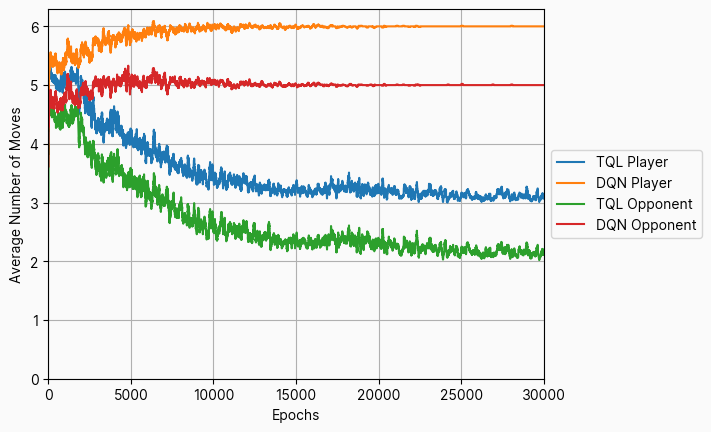 6
5
4
3
2
1
0
Average Number of Moves
0 5000 10000 15000 20000 25000 30000
Epochs
TQL Player
DQN Player
TQL Opponent
DQN Opponent